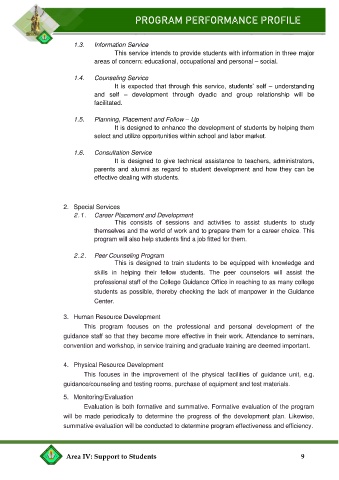 PROGRAM PERFORMANCE PROFILE
1.3. Information Service
This service intends to provide students with information in three major
areas of concern: educational, occupational and personal – social.
1.4. Counseling Service
It is expected that through this service, students' self – understanding
and self – development through dyadic and group relationship will be
facilitated.
1.5. Planning, Placement and Follow – Up
It is designed to enhance the development of students by helping them
select and utilize opportunities within school and labor market.
1.6. Consultation Service
It is designed to give technical assistance to teachers, administrators,
parents and alumni as regard to student development and how they can be
effective dealing with students.
2. Special Services
2.1. Career Placement and Development
This consists of sessions and activities to assist students to study
themselves and the world of work and to prepare them for a career choice. This
program will also help students find a job fitted for them.
2.2. Peer Counseling Program
This is designed to train students to be equipped with knowledge and
skills in helping their fellow students. The peer counselors will assist the
professional staff of the College Guidance Office in reaching to as many college
students as possible, thereby checking the lack of manpower in the Guidance
Center.
3. Human Resource Development
This program focuses on the professional and personal development of the
guidance staff so that they become more effective in their work. Attendance to seminars,
convention and workshop, in service training and graduate training are deemed important.
4. Physical Resource Development
This focuses in the improvement of the physical facilities of guidance unit, e.g.
guidance/counseling and testing rooms, purchase of equipment and test materials.
5. Monitoring/Evaluation
Evaluation is both formative and summative. Formative evaluation of the program
will be made periodically to determine the progress of the development plan. Likewise,
summative evaluation will be conducted to determine program effectiveness and efficiency.
Area IV: Support to Students 9